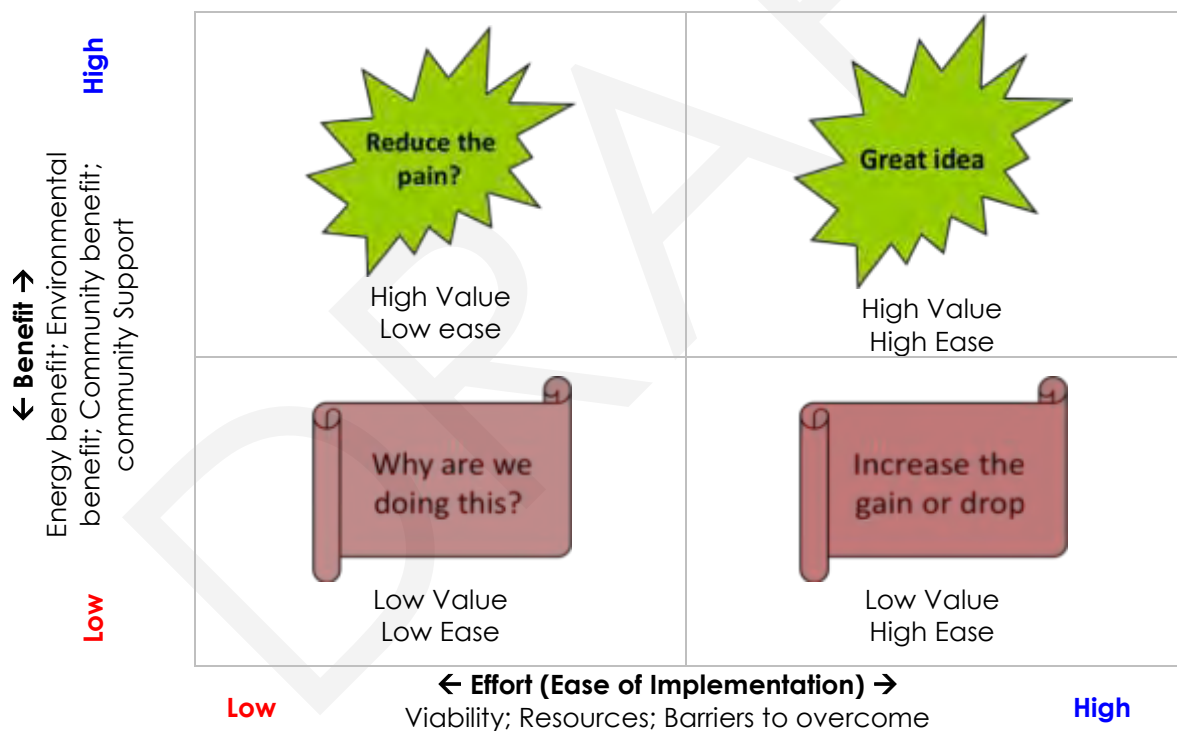 High
Low
← Benefit →
Energy benefit; Environmental
benefit; Community benefit;
community Support
Reduce the
pain?
High Value
Low ease
Great idea
High Value
High Ease
Why are we
doing this?
Low Value
Low Ease
Increase the
gain or drop
Low Value
High Ease
Low
← Effort (Ease of Implementation) →
Viability; Resources; Barriers to overcome
High
DRA